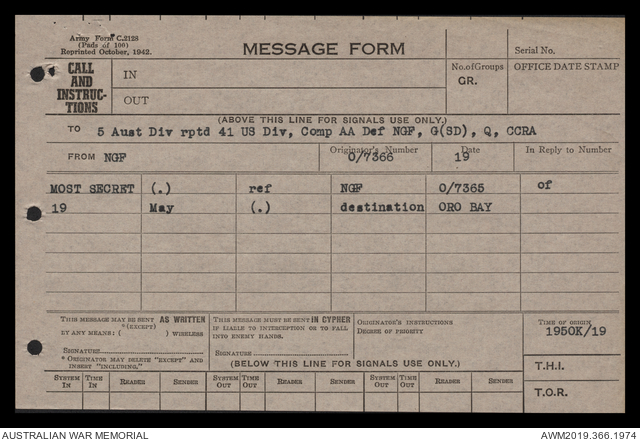 Army Form C.2128
(Pads of 100)
Reprinted October, 1942.
MESSAGE FORM
Serial No.
CALL AND INSTRUC-TIONS
IN
OUT
No. of Groups
GR.
OFFICE DATE STAMP
(ABOVE THIS LINE FOR SIGNALS USE ONLY.)
TO 5 Aust Div rptd 41 US Div, Comp AA Def NGF, G(SD), Q, CCRA
FROM NGF
Originator's Number
0/7366
Date
19
In Reply to Number
MOST SECRET (.) ref NGF 0/7365 of
19 May (.) destination ORO BAY
THIS MESSAGE MAY BE SENT AS WRITTEN
*(EXCEPT)
BY ANY MEANS: ( ) WIRELESS
SIGNATURE
* ORIGINATOR MAY DELETE "EXCEPT" AND
INSERT "INCLUDING."
THIS MESSAGE MUST BE SENT IN CYPHER
IF LIABLE TO INTERCEPTION OR TO FALL
INTO ENEMY HANDS.
SIGNATURE
ORIGINATOR'S INSTRUCTIONS
DEGREE OF PRIORITY
TIME OF ORIGIN
1950K/19
(BELOW THIS LINE FOR SIGNALS USE ONLY.)
T.H.I.
SYSTEM IN TIME IN READER SENDER SYSTEM OUT TIME OUT READER SENDER SYSTEM OUT TIME OUT READER SENDER
T.O.R.
AUSTRALIAN WAR MEMORIAL
AWM2019.366.1974